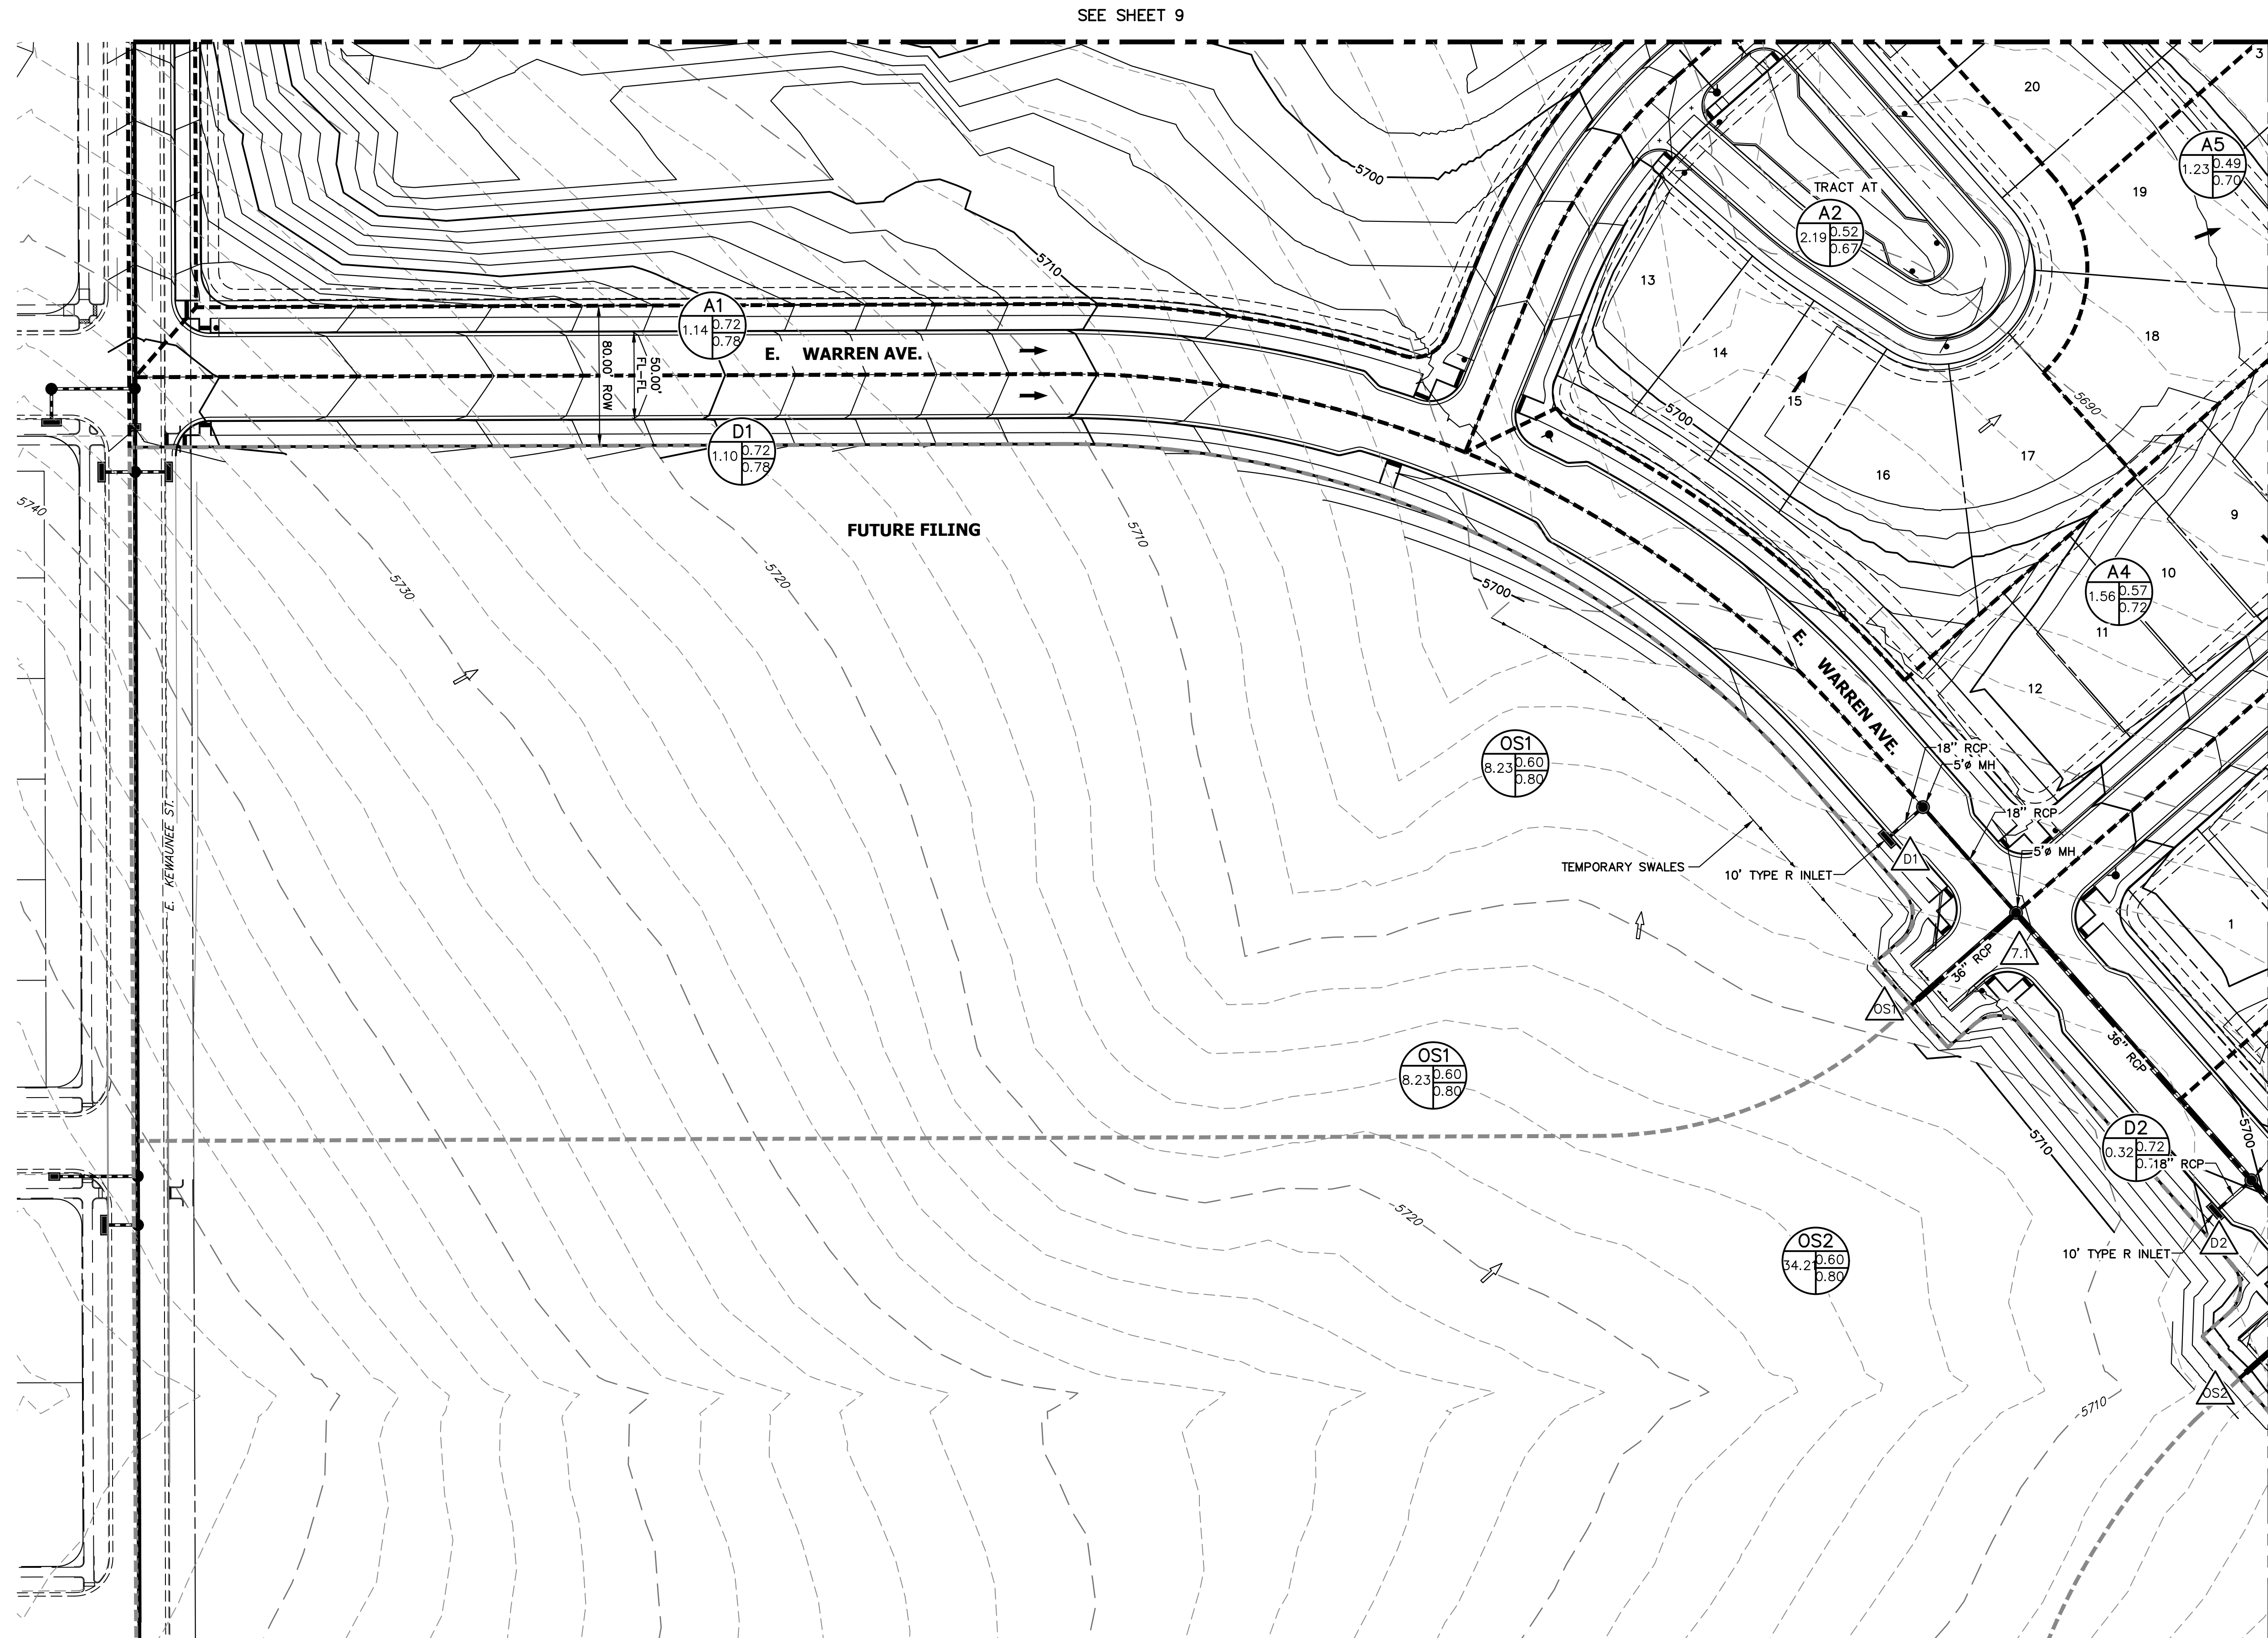 SEE SHEET 9
3
20
A5
1.23 0.49
0.70
19
TRACT AT
A2
2.19 0.52
0.67
5700
5710
13
18
14
15
5690
5700
17
16
A1
1.14 0.72
0.78
E. WARREN AVE.
80.00' ROW
50.00'
FL-FL
D1
1.10 0.72
0.78
5740
FUTURE FILING
5730
5720
5710
5700
9
A4
1.56 0.57
0.72
10
11
12
E. WARREN AVE.
OS1
8.23 0.60
0.80
18" RCP
5'ø MH
18" RCP
5'ø MH
D1
TEMPORARY SWALES
10' TYPE R INLET
E. KEWAUNEE ST.
1
7.1
36" RCP
OS1
36" RCP
OS1
8.23 0.60
0.80
D2
0.32 0.72
5700
18" RCP
5710
5720
OS2
34.21 0.60
0.80
10' TYPE R INLET
D2
OS2
5710